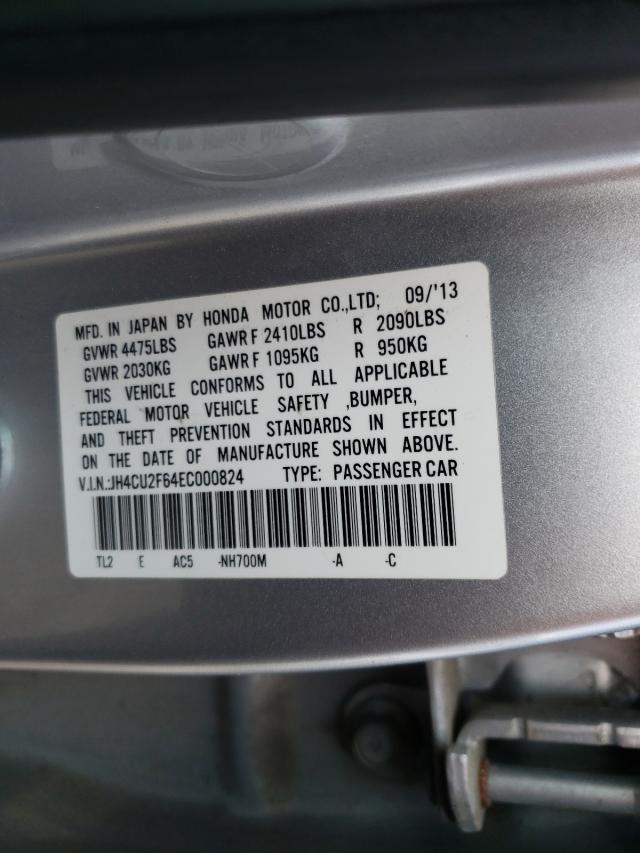 MFD. IN JAPAN BY HONDA MOTOR CO.,LTD; 09/'13
GVWR 4475LBS GAWR F 2410LBS R 2090LBS
GVWR 2030KG GAWR F 1095KG R 950KG
THIS VEHICLE CONFORMS TO ALL APPLICABLE
FEDERAL MOTOR VEHICLE SAFETY ,BUMPER,
AND THEFT PREVENTION STANDARDS IN EFFECT
ON THE DATE OF MANUFACTURE SHOWN ABOVE.
V.I.N.:JH4CU2F64EC000824 TYPE: PASSENGER CAR
TL2 E AC5 -NH700M -A -C